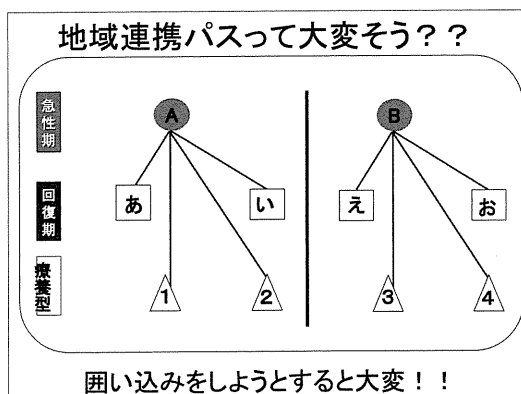 地域連携パスって大変そう？？
急性期
A
B
回復期
あ
い
え
お
療養型
1
2
3
4
囲い込みをしようとすると大変！！